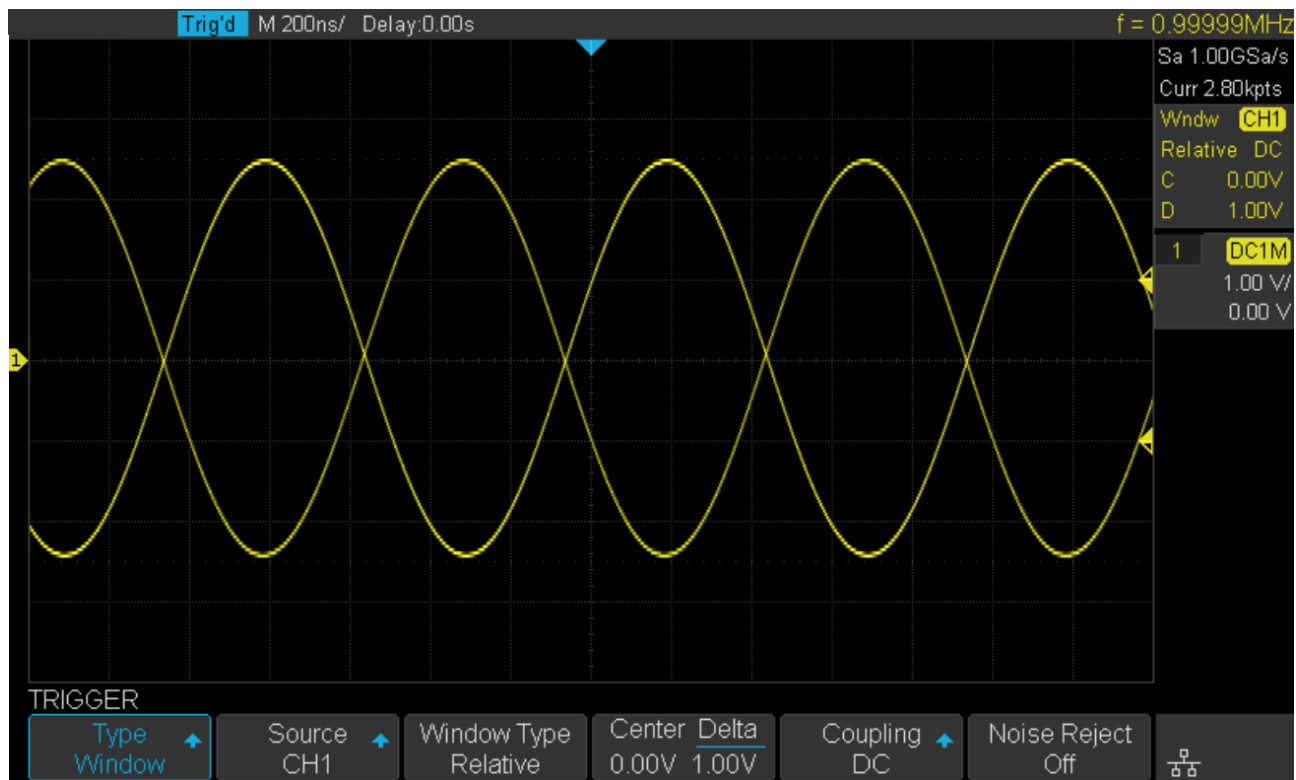 Trig'd M 200ns/ Delay:0.00s f = 0.99999MHz
Sa 1.00GSa/s
Curr 2.80kpts
Wndw CH1
Relative DC
C 0.00V
D 1.00V
1 DC1M
1.00 V/
0.00 V
1
TRIGGER
Type Source Window Type Center Delta Coupling Noise Reject
Window CH1 Relative 0.00V 1.00V DC Off